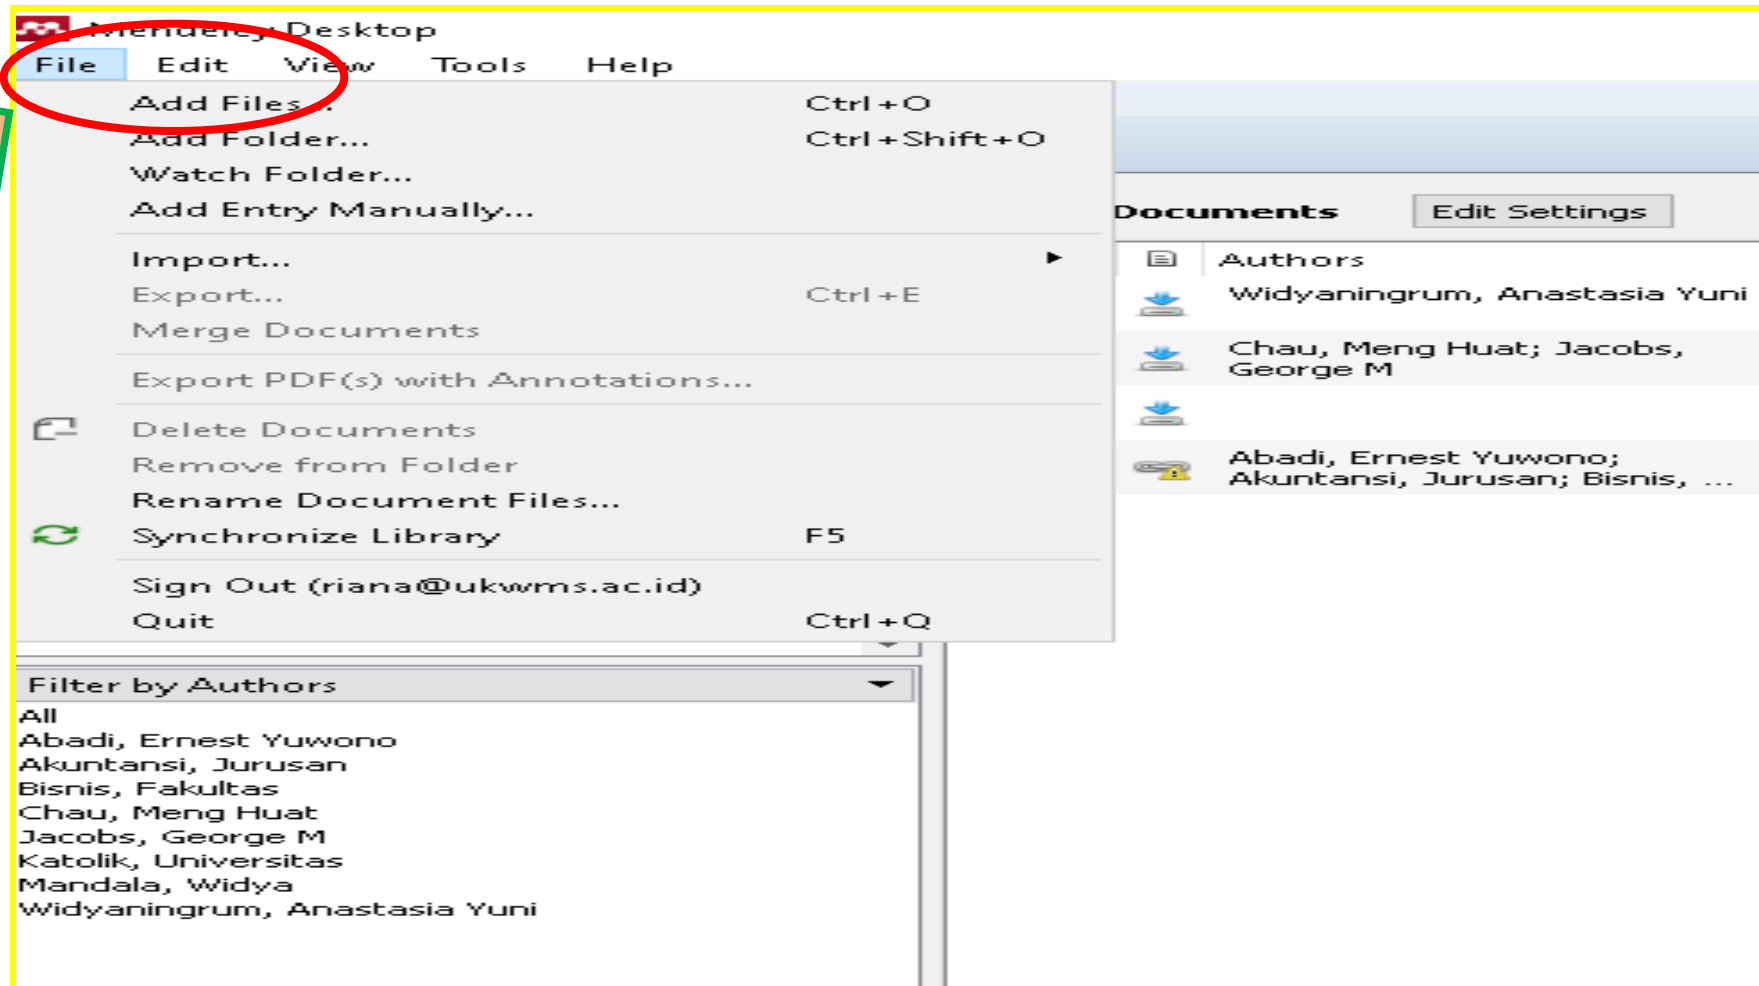 Mendeley Desktop
File Edit View Tools Help
Add Files... Ctrl+O
Add Folder... Ctrl+Shift+O
Watch Folder...
Add Entry Manually...
Import...
Export... Ctrl+E
Merge Documents
Export PDF(s) with Annotations...
Delete Documents
Remove from Folder
Rename Document Files...
Synchronize Library F5
Sign Out (riana@ukwms.ac.id)
Quit Ctrl+Q
Documents Edit Settings
Authors
Widyaningrum, Anastasia Yuni
Chau, Meng Huat; Jacobs,
George M
Abadi, Ernest Yuwono;
Akuntansi, Jurusan; Bisnis, ...
Filter by Authors
All
Abadi, Ernest Yuwono
Akuntansi, Jurusan
Bisnis, Fakultas
Chau, Meng Huat
Jacobs, George M
Katolik, Universitas
Mandala, Widya
Widyaningrum, Anastasia Yuni